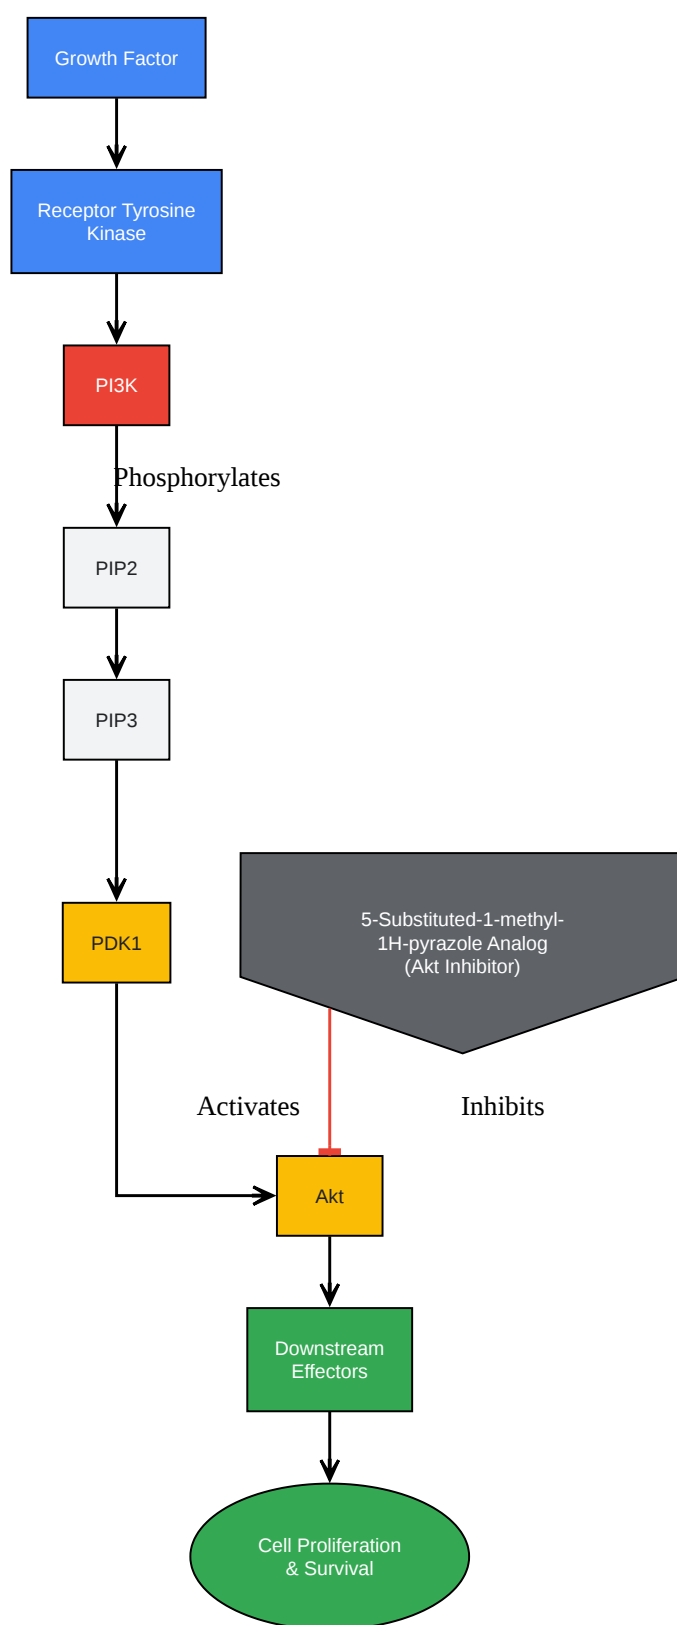 Growth Factor
Receptor Tyrosine
Kinase
PI3K
Phosphorylates
PIP2
PIP3
PDK1
5-Substituted-1-methyl-
1H-pyrazole Analog
(Akt Inhibitor)
Activates
Inhibits
Akt
Downstream
Effectors
Cell Proliferation
& Survival